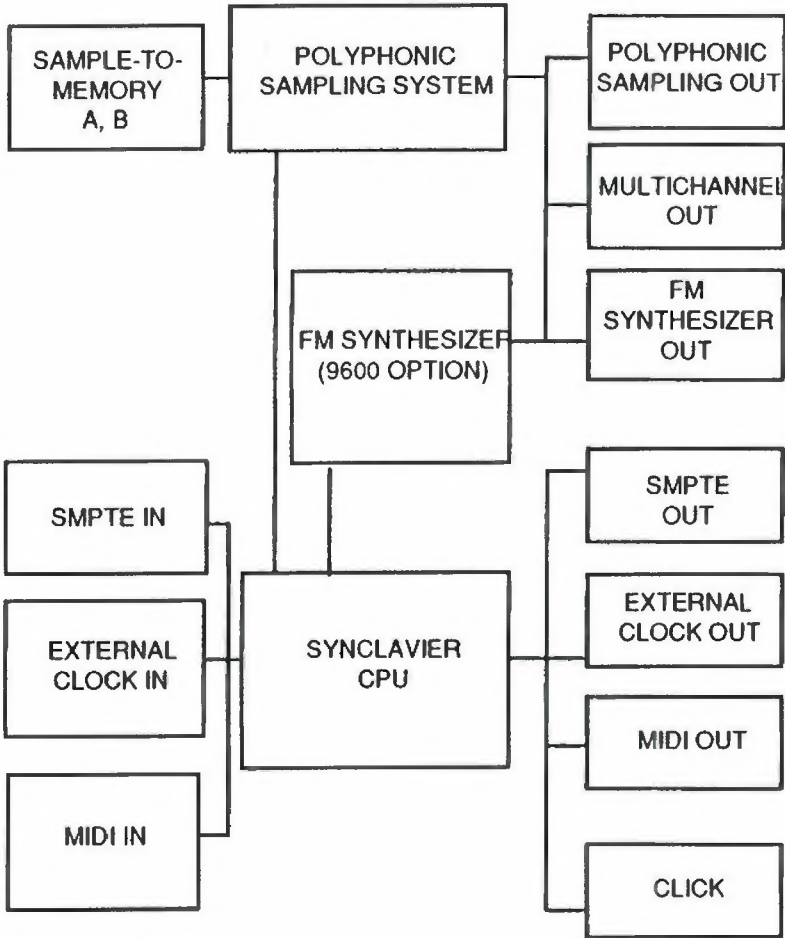 SAMPLE-TO-
MEMORY
A, B
POLYPHONIC
SAMPLING SYSTEM
POLYPHONIC
SAMPLING OUT
MULTICHANNEL
OUT
FM SYNTHESIZER
(9600 OPTION)
FM
SYNTHESIZER
OUT
SMPTE IN
EXTERNAL
CLOCK IN
MIDI IN
SYNCLAVIER
CPU
SMPTE
OUT
EXTERNAL
CLOCK OUT
MIDI OUT
CLICK